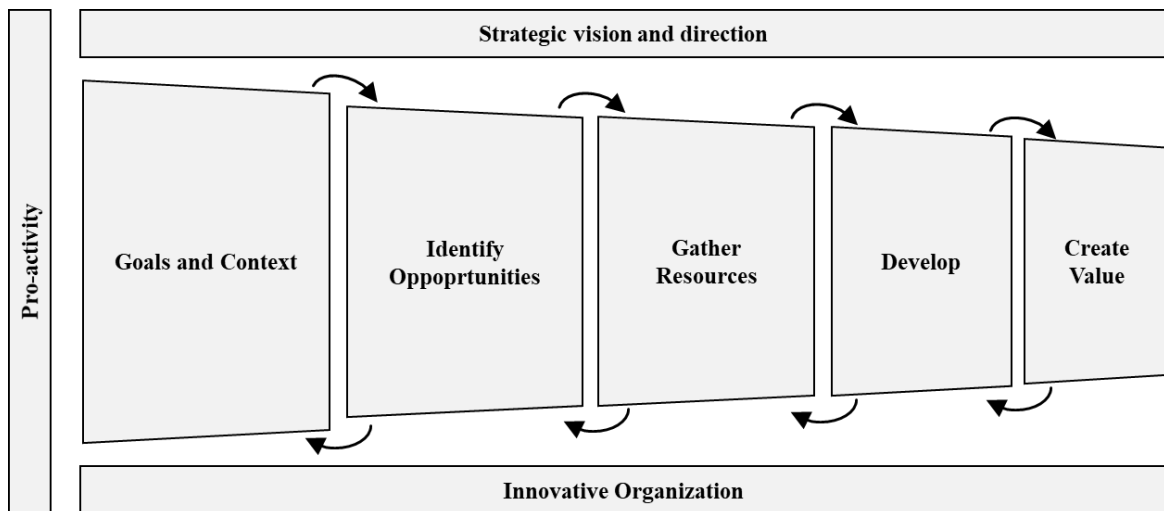 Strategic vision and direction
Pro-activity
Goals and Context
Identify
Oppoprtunities
Gather
Resources
Develop
Create
Value
Innovative Organization